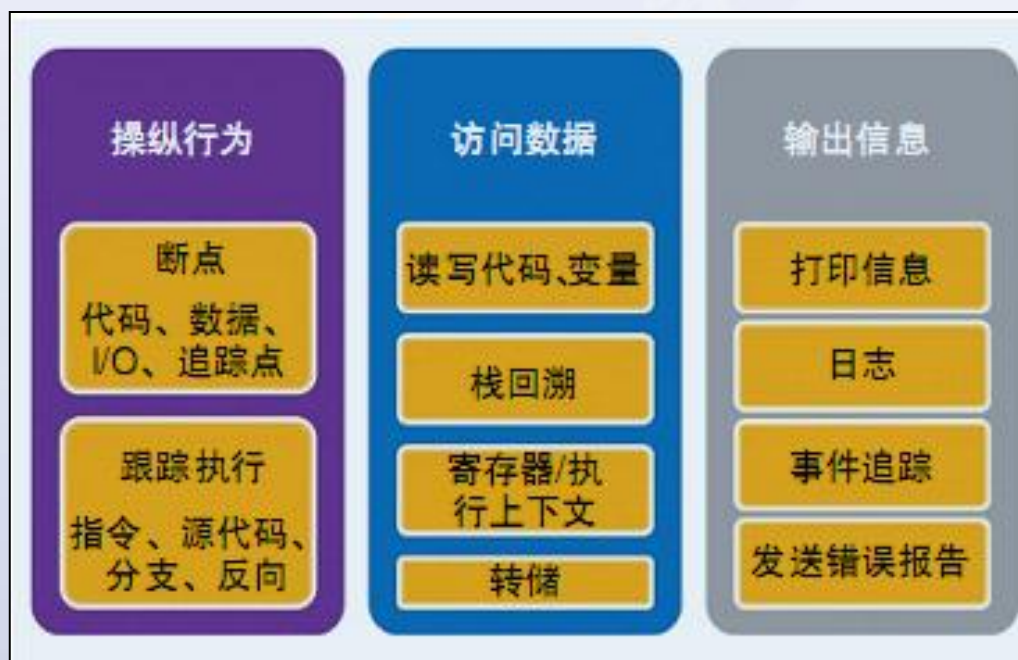 操纵行为
断点
代码、数据、
I/O、追踪点
跟踪执行
指令、源代码、
分支、反向
访问数据
读写代码、变量
栈回溯
寄存器/执
行上下文
转储
输出信息
打印信息
日志
事件追踪
发送错误报告